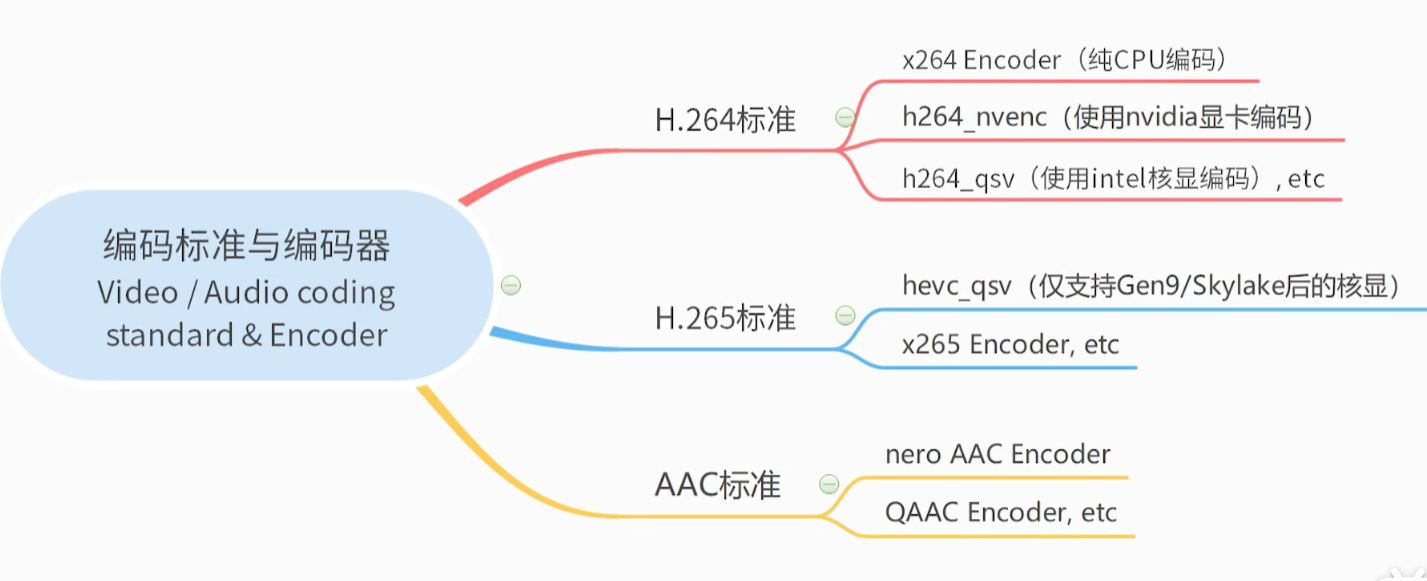 编码标准与编码器
Video / Audio coding
standard & Encoder
H.264标准
x264 Encoder（纯CPU编码）
h264_nvenc（使用nvidia显卡编码）
h264_qsv（使用intel核显编码）, etc
H.265标准
hevc_qsv（仅支持Gen9/Skylake后的核显）
x265 Encoder, etc
AAC标准
nero AAC Encoder
QAAC Encoder, etc